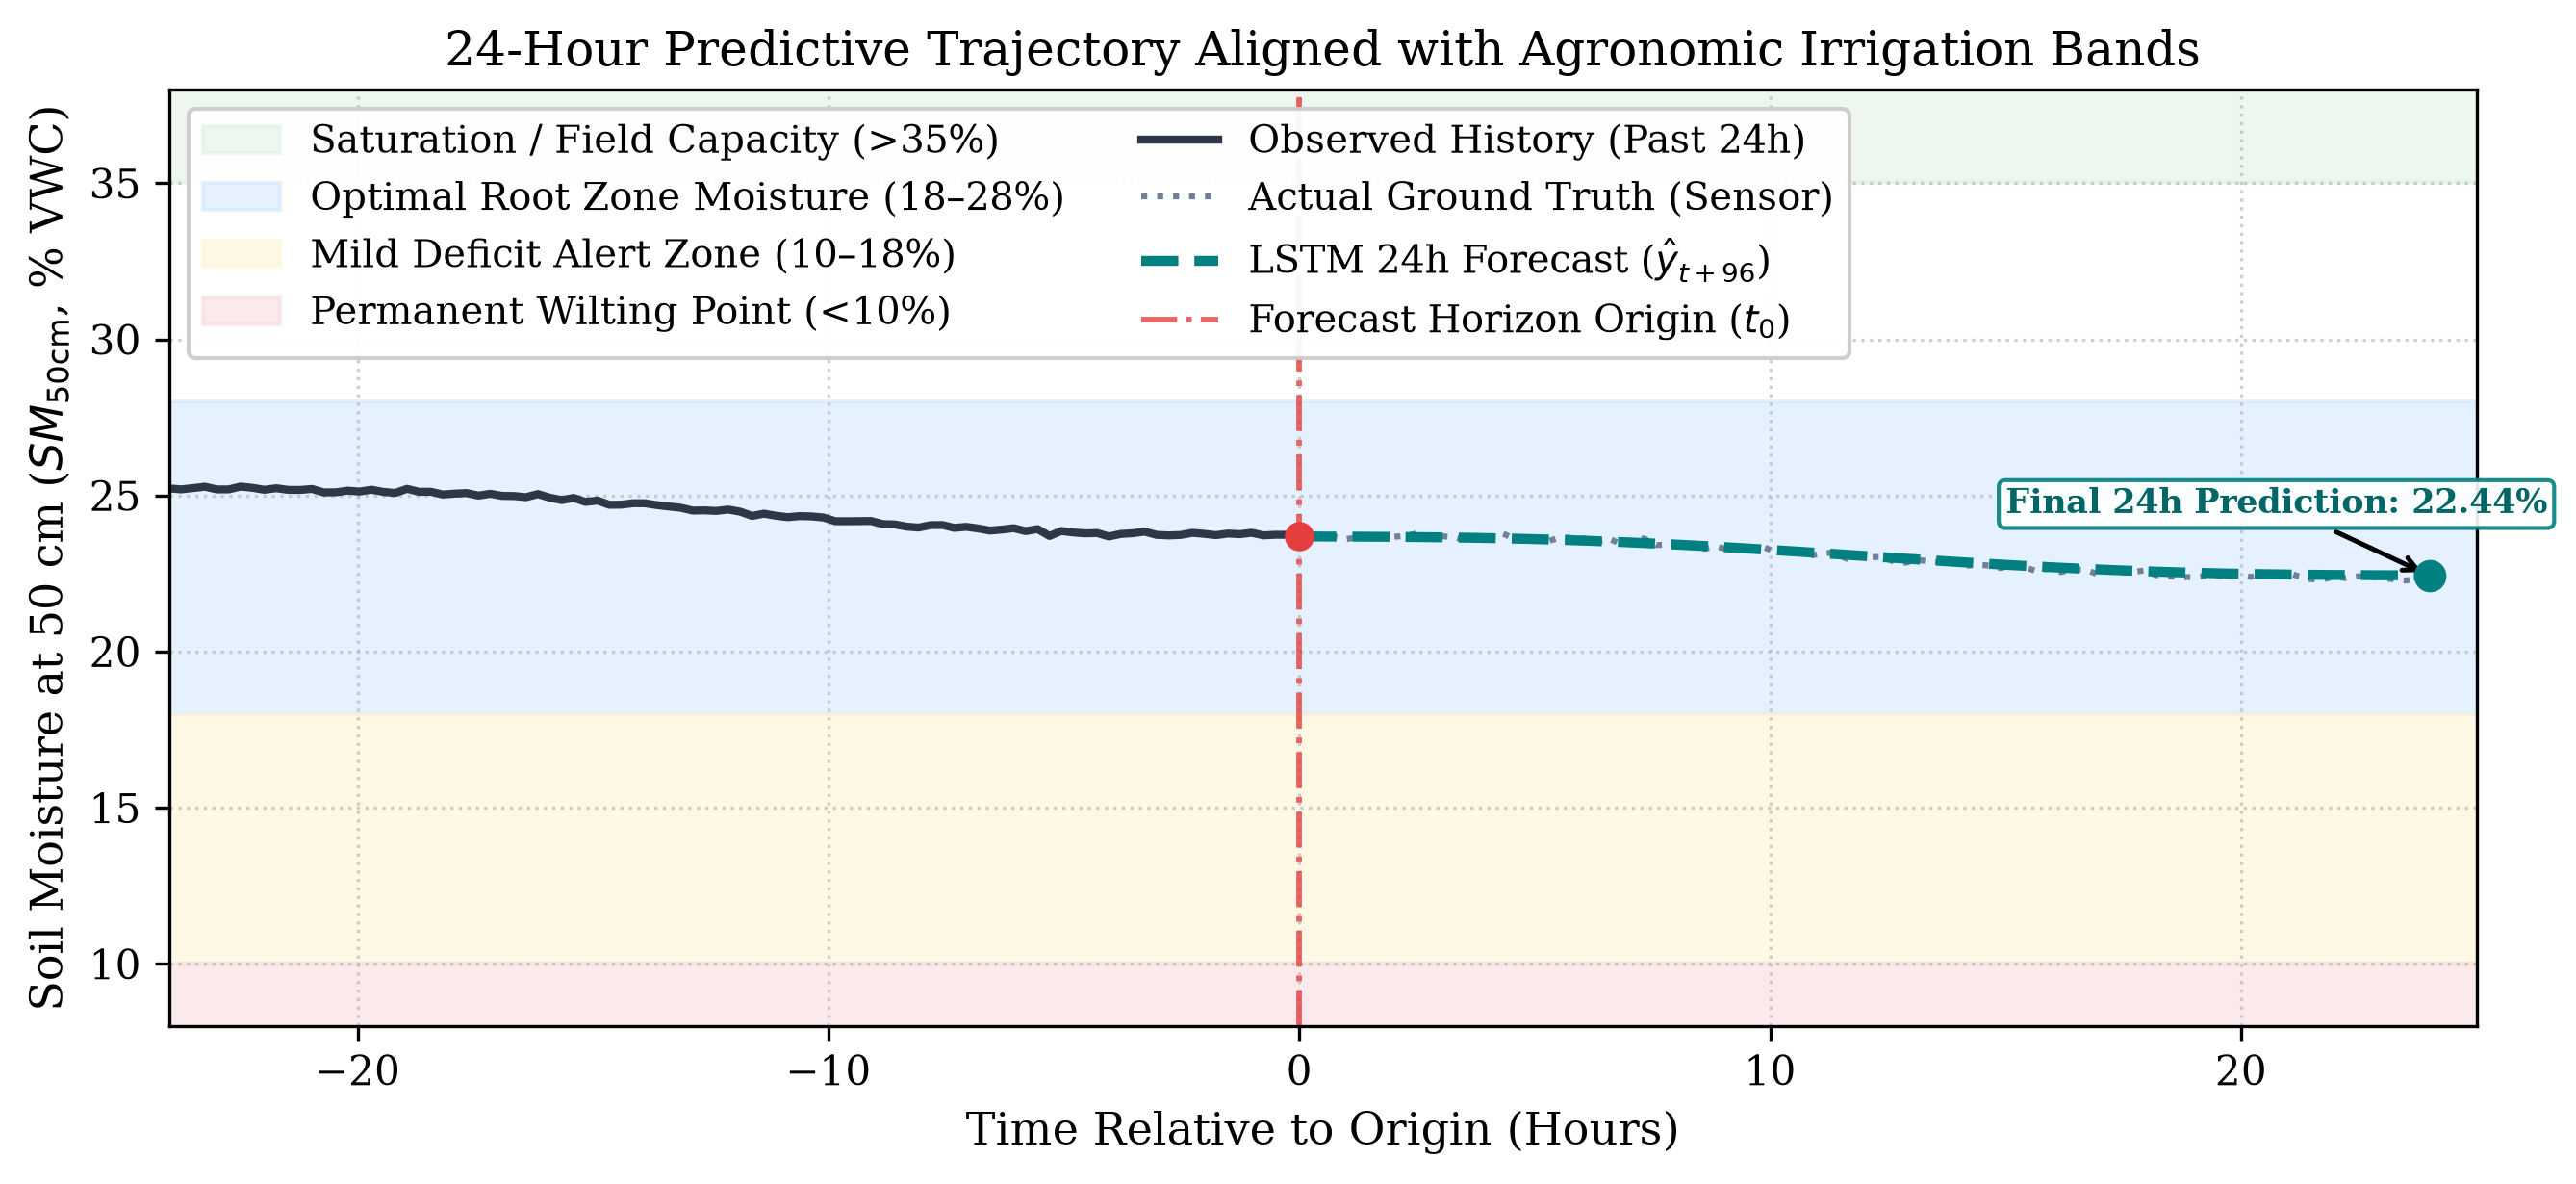 24-Hour Predictive Trajectory Aligned with Agronomic Irrigation Bands
Saturation / Field Capacity (>35%)
Optimal Root Zone Moisture (18–28%)
Mild Deficit Alert Zone (10–18%)
Permanent Wilting Point (<10%)
Observed History (Past 24h)
Actual Ground Truth (Sensor)
LSTM 24h Forecast (ŷ_{t+96})
Forecast Horizon Origin (t₀)
Soil Moisture at 50 cm (SM_{50cm}, % VWC)
35
30
25
20
15
10
Final 24h Prediction: 22.44%
−20
−10
0
10
20
Time Relative to Origin (Hours)